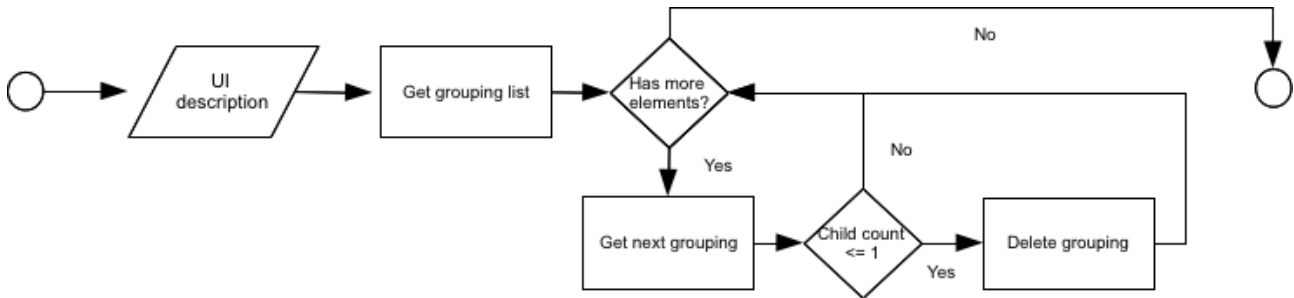 UI
description
Get grouping list
Has more
elements?
No
Yes
No
Get next grouping
Child count
<= 1
Yes
Delete grouping